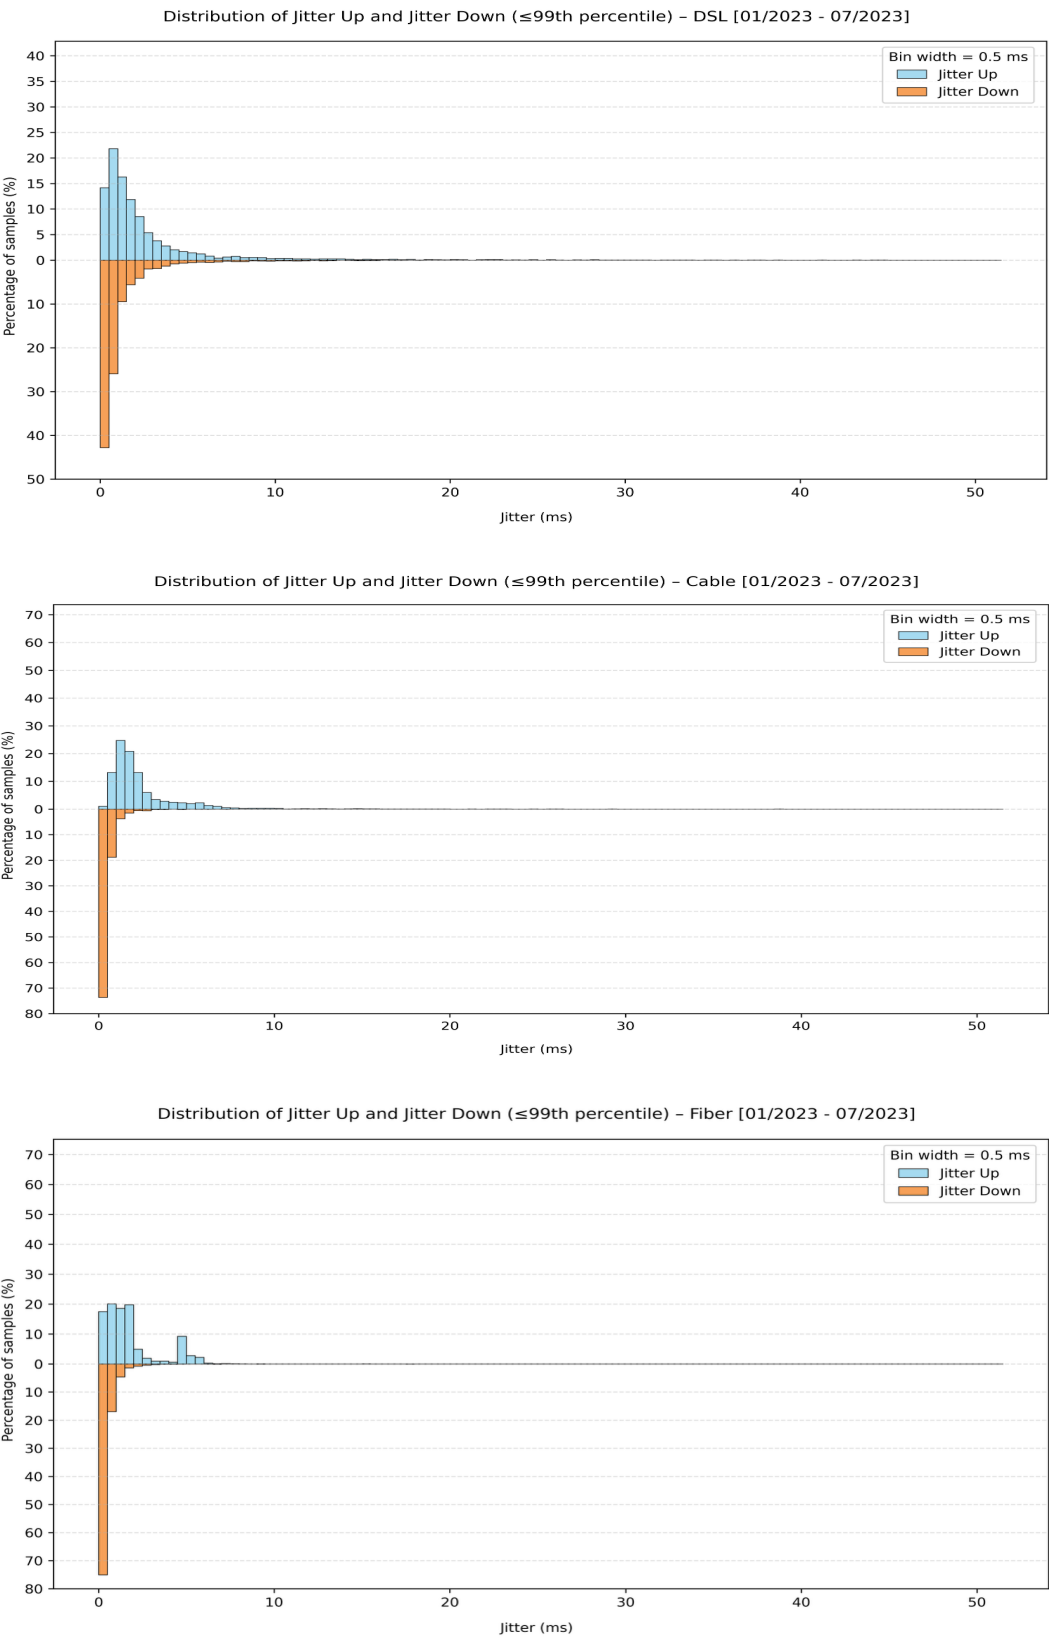 Distribution of Jitter Up and Jitter Down (≤99th percentile) – DSL [01/2023 - 07/2023]
Bin width = 0.5 ms
Jitter Up
Jitter Down
Percentage of samples (%)
40
35
30
25
20
15
10
5
0
10
20
30
40
50
0 10 20 30 40 50
Jitter (ms)
Distribution of Jitter Up and Jitter Down (≤99th percentile) – Cable [01/2023 - 07/2023]
Bin width = 0.5 ms
Jitter Up
Jitter Down
Percentage of samples (%)
70
60
50
40
30
20
10
0
10
20
30
40
50
60
70
80
0 10 20 30 40 50
Jitter (ms)
Distribution of Jitter Up and Jitter Down (≤99th percentile) – Fiber [01/2023 - 07/2023]
Bin width = 0.5 ms
Jitter Up
Jitter Down
Percentage of samples (%)
70
60
50
40
30
20
10
0
10
20
30
40
50
60
70
80
0 10 20 30 40 50
Jitter (ms)